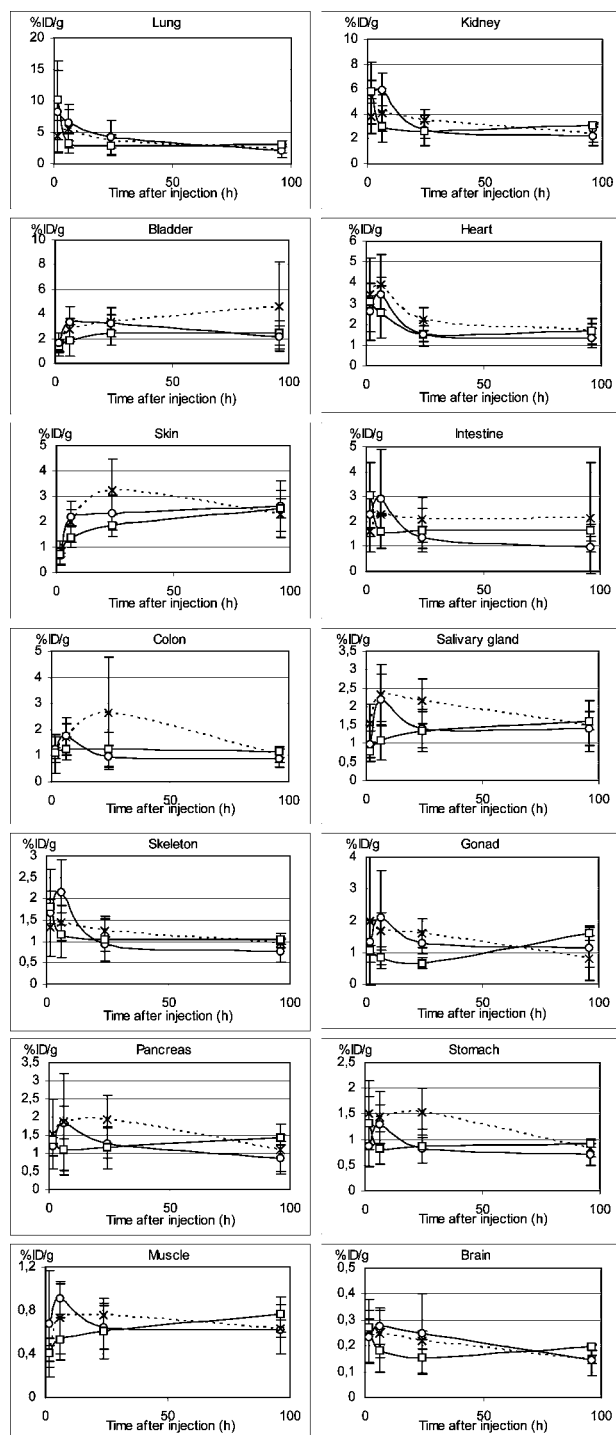 %ID/g Lung
25
20
15
10
5
0
0 50 100
Time after injection (h)
%ID/g Kidney
10
8
6
4
2
0
0 50 100
Time after injection (h)
%ID/g Bladder
10
8
6
4
2
0
0 50 100
Time after injection (h)
%ID/g Heart
6
5
4
3
2
1
0
0 50 100
Time after injection (h)
%ID/g Skin
5
4
3
2
1
0
0 50 100
Time after injection (h)
%ID/g Intestine
5
4
3
2
1
0
0 50 100
Time after injection (h)
%ID/g Colon
5
4
3
2
1
0
0 50 100
Time after injection (h)
%ID/g Salivary gland
3,5
3
2,5
2
1,5
1
0,5
0
0 50 100
Time after injection (h)
%ID/g Skeleton
3
2,5
2
1,5
1
0,5
0
0 50 100
Time after injection (h)
%ID/g Gonad
4
3
2
1
0
0 50 100
Time after injection (h)
%ID/g Pancreas
3,5
3
2,5
2
1,5
1
0,5
0
0 50 100
Time after injection (h)
%ID/g Stomach
2,5
2
1,5
1
0,5
0
0 50 100
Time after injection (h)
%ID/g Muscle
1,2
0,8
0,4
0
0 50 100
Time after injection (h)
%ID/g Brain
0,5
0,4
0,3
0,2
0,1
0
0 50 100
Time after injection (h)